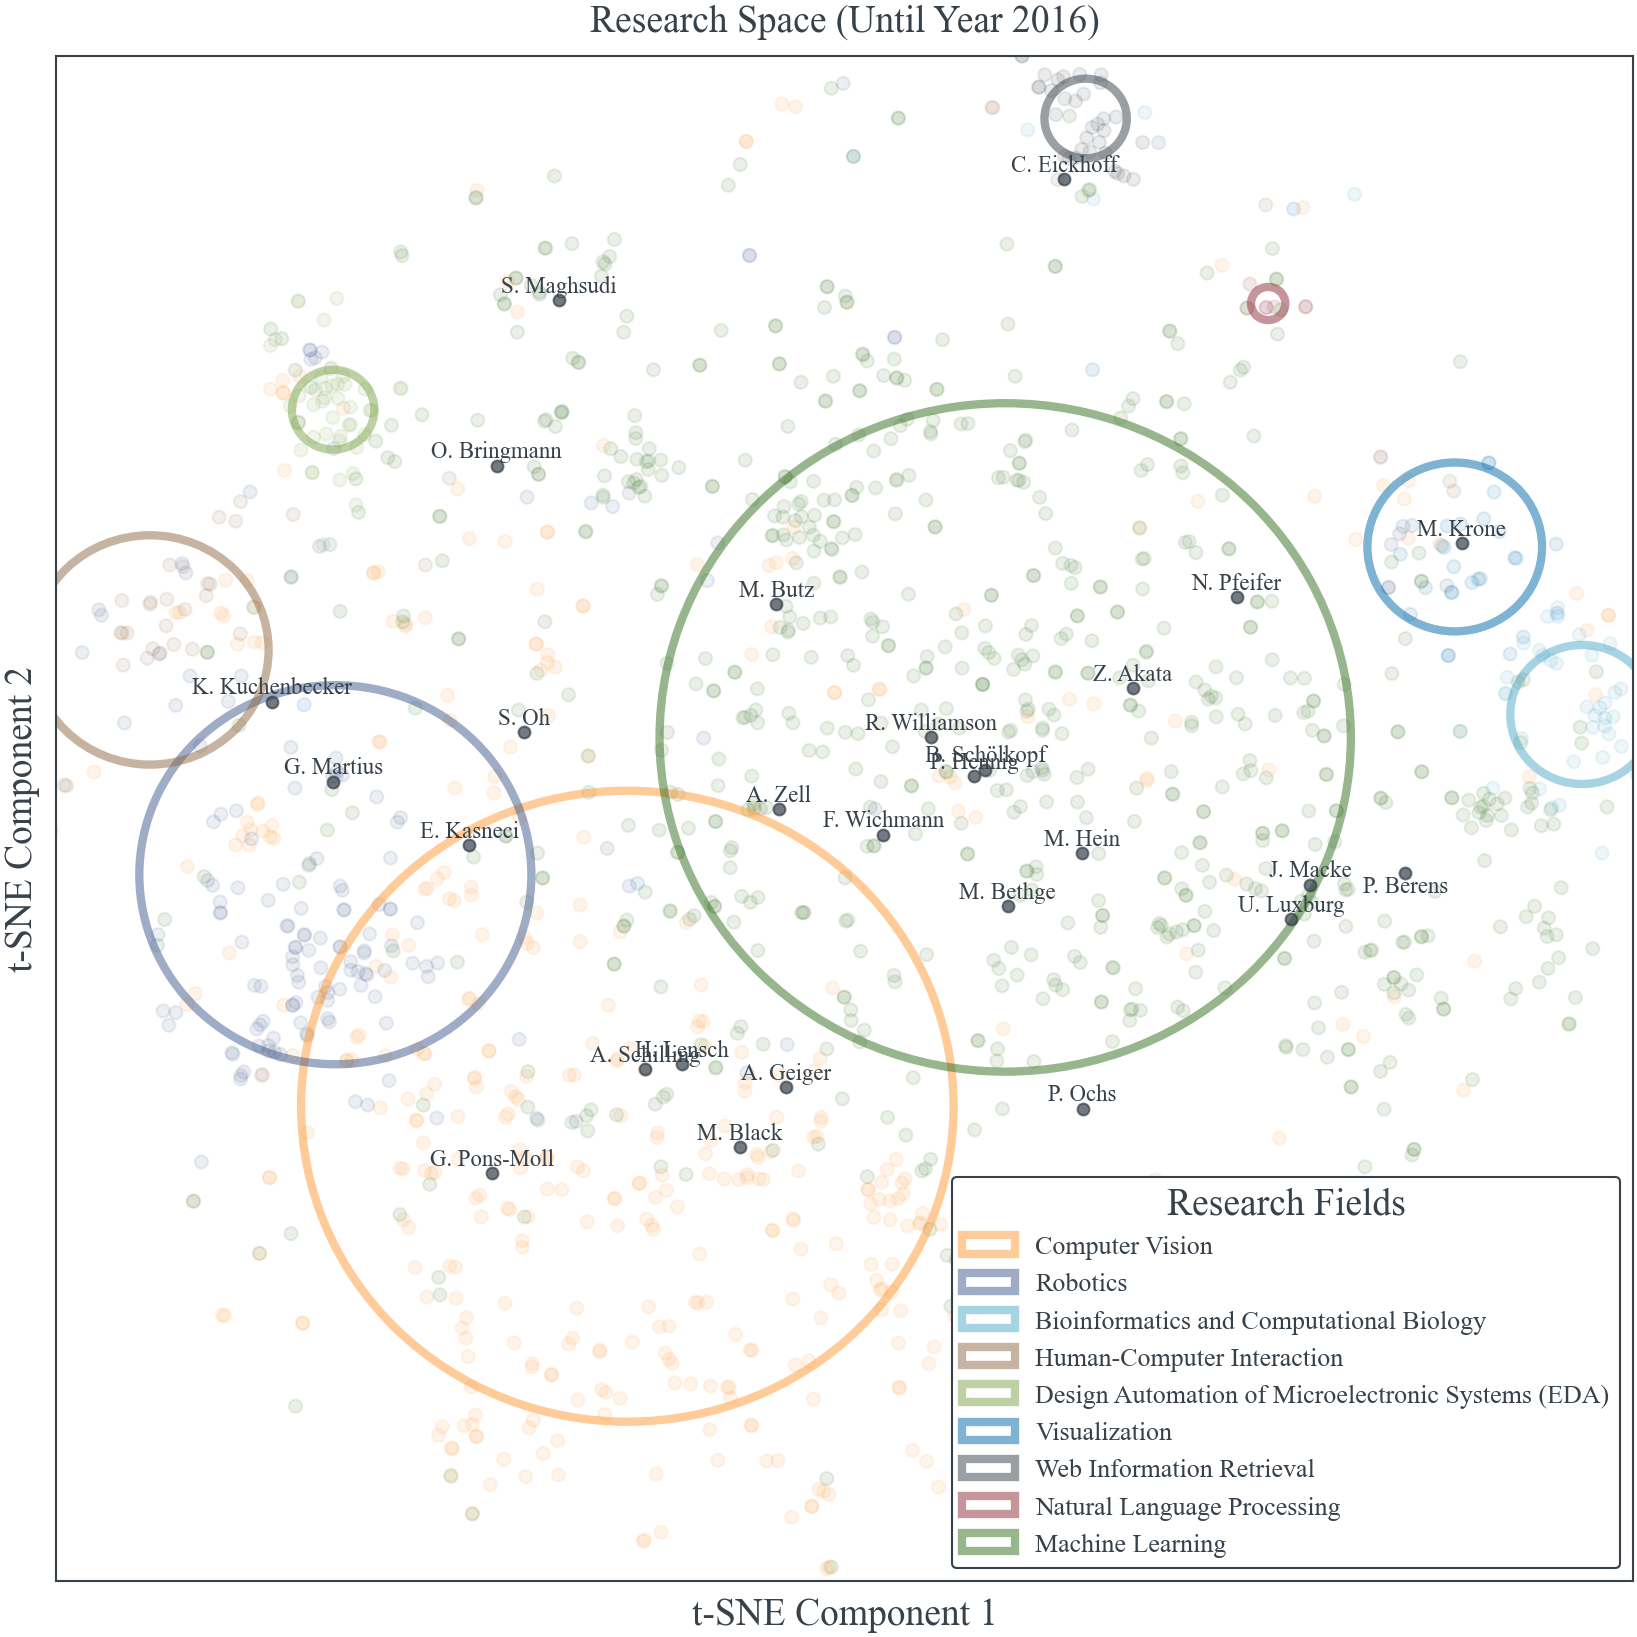 Research Space (Until Year 2016)
C. Eickhoff
S. Maghsudi
O. Bringmann
M. Krone
M. Butz
N. Pfeifer
Z. Akata
K. Kuchenbecker
S. Oh
R. Williamson
B. Schölkopf
P. Hennig
G. Martius
A. Zell
F. Wichmann
E. Kasneci
M. Hein
J. Macke
P. Berens
M. Bethge
U. Luxburg
H. Lensch
A. Schilling
A. Geiger
P. Ochs
M. Black
G. Pons-Moll
Research Fields
Computer Vision
Robotics
Bioinformatics and Computational Biology
Human-Computer Interaction
Design Automation of Microelectronic Systems (EDA)
Visualization
Web Information Retrieval
Natural Language Processing
Machine Learning
t-SNE Component 2
t-SNE Component 1